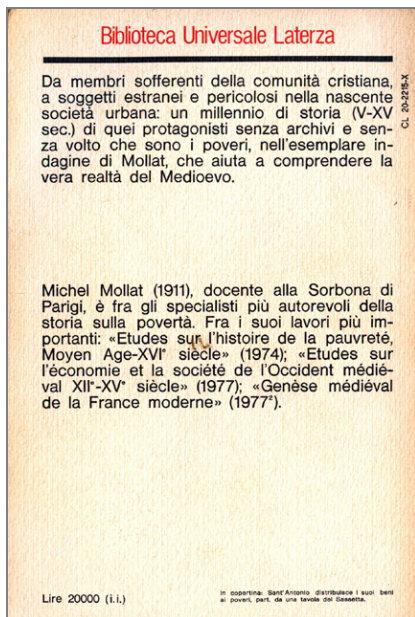 Biblioteca Universale Laterza
Da membri sofferenti della comunità cristiana,
a soggetti estranei e pericolosi nella nascente
società urbana: un millennio di storia (V-XV
sec.) di quei protagonisti senza archivi e sen-
za volto che sono i poveri, nell'esemplare in-
dagine di Mollat, che aiuta a comprendere la
vera realtà del Medioevo.
CL 20-2215-X
Michel Mollat (1911), docente alla Sorbona di
Parigi, è fra gli specialisti più autorevoli della
storia sulla povertà. Fra i suoi lavori più im-
portanti: «Etudes sur l'histoire de la pauvreté,
Moyen Age-XVIᵉ siècle» (1974); «Etudes sur
l'économie et la société de l'Occident médié-
val XIIᵉ-XVᵉ siècle» (1977); «Genèse médiéval
de la France moderne» (1977²).
Lire 20000 (i.i.)
In copertina: Sant'Antonio distribuisce i suoi beni
ai poveri, part. da una tavola del Sassetta.